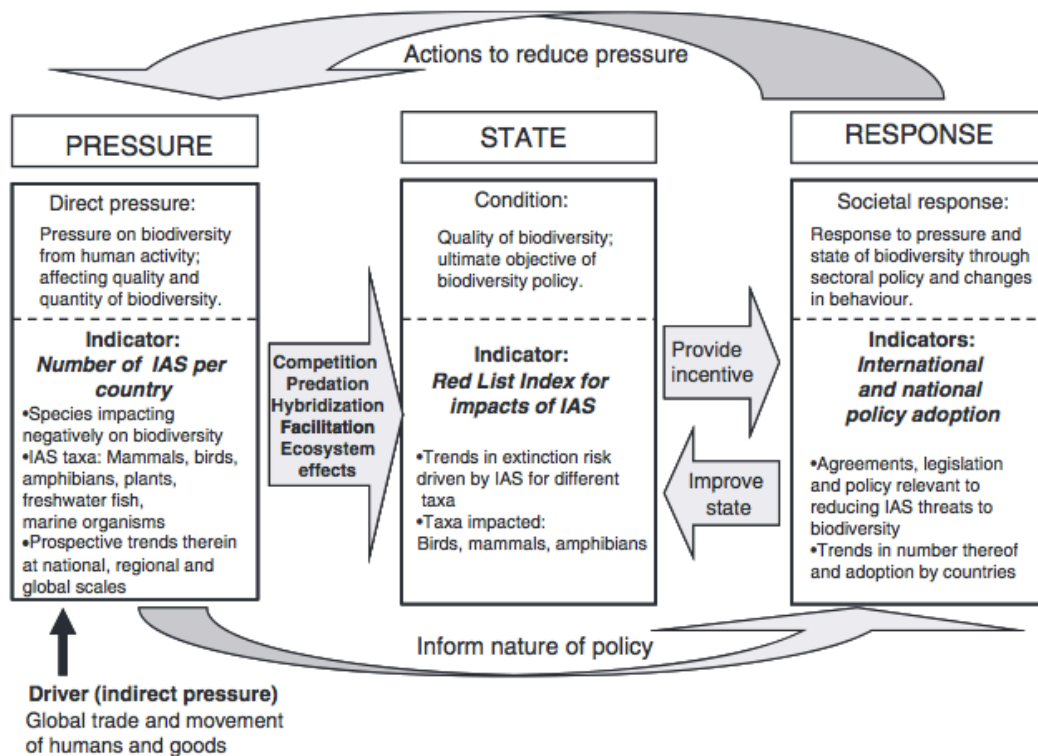 Actions to reduce pressure
PRESSURE
STATE
RESPONSE
Direct pressure:
Pressure on biodiversity
from human activity;
affecting quality and
quantity of biodiversity.
Indicator:
Number of IAS per
country
•Species impacting
negatively on biodiversity
•IAS taxa: Mammals, birds,
amphibians, plants,
freshwater fish,
marine organisms
•Prospective trends therein
at national, regional and
global scales
Competition
Predation
Hybridization
Facilitation
Ecosystem
effects
Condition:
Quality of biodiversity;
ultimate objective of
biodiversity policy.
Indicator:
Red List Index for
impacts of IAS
•Trends in extinction risk
driven by IAS for different
taxa
•Taxa impacted:
Birds, mammals, amphibians
Provide
incentive
Improve
state
Societal response:
Response to pressure and
state of biodiversity through
sectoral policy and changes
in behaviour.
Indicators:
International
and national
policy adoption
•Agreements, legislation
and policy relevant to
reducing IAS threats to
biodiversity
•Trends in number thereof
and adoption by countries
Inform nature of policy
Driver (indirect pressure)
Global trade and movement
of humans and goods